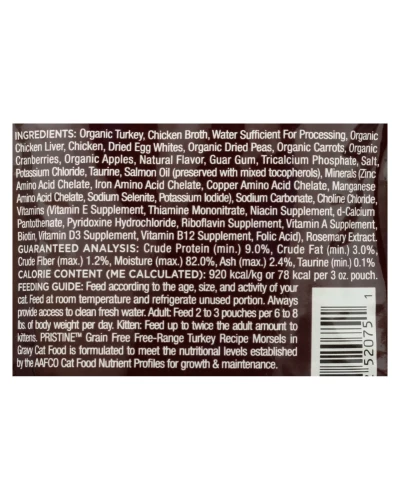 INGREDIENTS: Organic Turkey, Chicken Broth, Water Sufficient For Processing, Organic
Chicken Liver, Chicken, Dried Egg Whites, Organic Dried Peas, Organic Carrots, Organic
Cranberries, Organic Apples, Natural Flavor, Guar Gum, Tricalcium Phosphate, Salt,
Potassium Chloride, Taurine, Salmon Oil (preserved with mixed tocopherols), Minerals (Zinc
Amino Acid Chelate, Iron Amino Acid Chelate, Copper Amino Acid Chelate, Manganese
Amino Acid Chelate, Sodium Selenite, Potassium Iodide), Sodium Carbonate, Choline Chloride,
Vitamins (Vitamin E Supplement, Thiamine Mononitrate, Niacin Supplement, d-Calcium
Pantothenate, Pyridoxine Hydrochloride, Riboflavin Supplement, Vitamin A Supplement,
Biotin, Vitamin D3 Supplement, Vitamin B12 Supplement, Folic Acid), Rosemary Extract.
GUARANTEED ANALYSIS: Crude Protein (min.) 9.0%, Crude Fat (min.) 3.0%,
Crude Fiber (max.) 1.2%, Moisture (max.) 82.0%, Ash (max.) 2.4%, Taurine (min.) 0.1%
CALORIE CONTENT (ME CALCULATED): 920 kcal/kg or 78 kcal per 3 oz. pouch.
FEEDING GUIDE: Feed according to the age, size, and activity of your
cat. Feed at room temperature and refrigerate unused portion. Always
provide access to clean fresh water. Adult: Feed 2 to 3 pouches per 6 to 8
lbs. of body weight per day. Kitten: Feed up to twice the adult amount to
kittens. PRISTINE™ Grain Free Free-Range Turkey Recipe Morsels in
Gravy Cat Food is formulated to meet the nutritional levels established
by the AAFCO Cat Food Nutrient Profiles for growth & maintenance.
52075 1